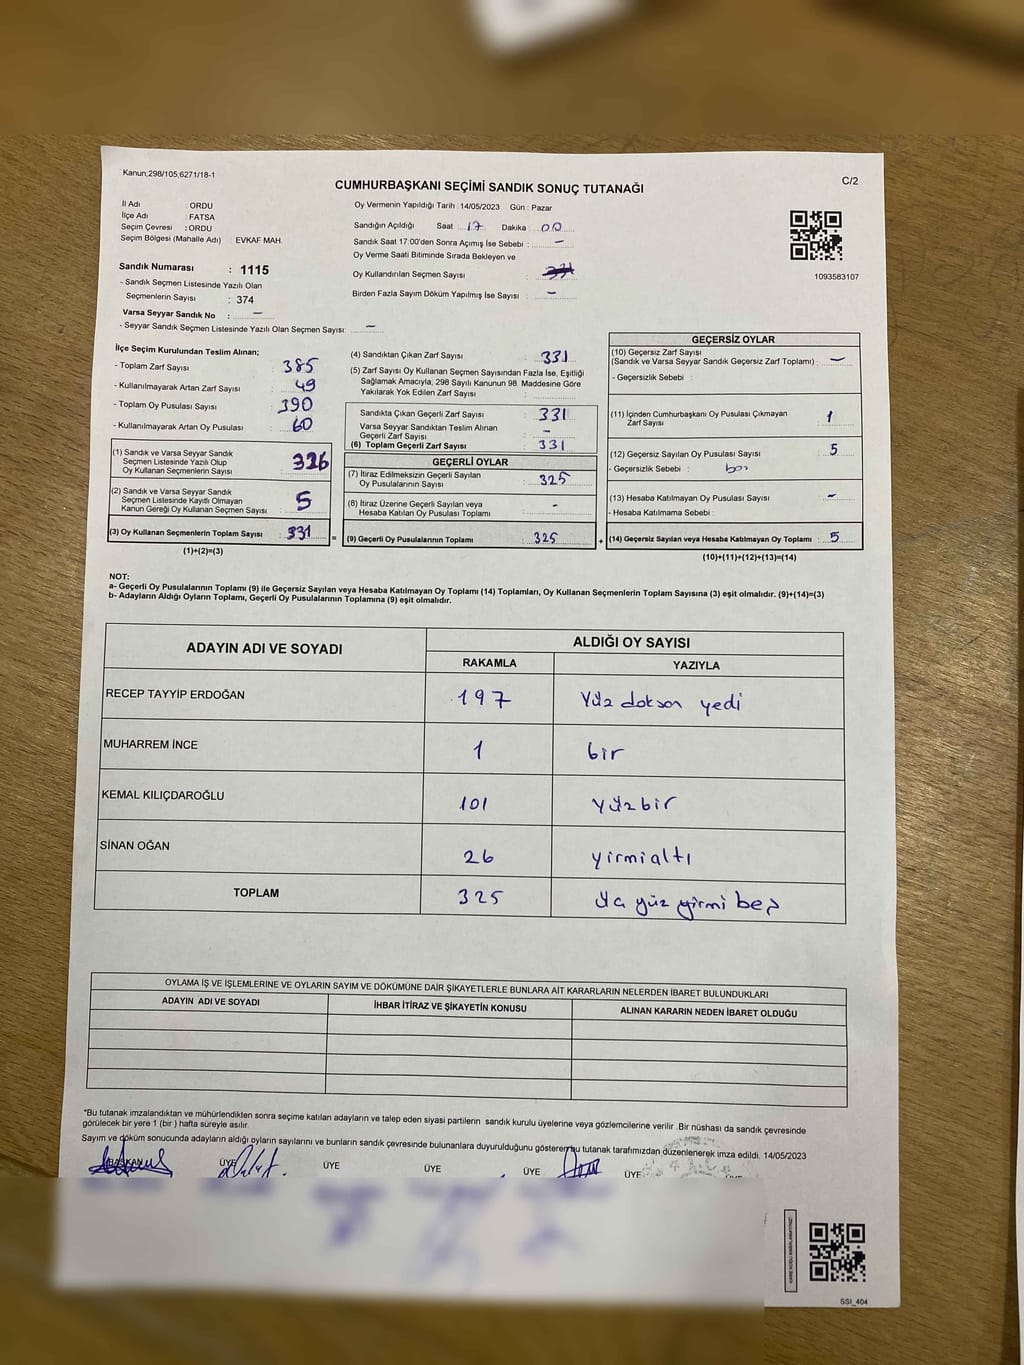 Kanun;298/105;6271/18-1
C/2
CUMHURBAŞKANI SEÇİMİ SANDIK SONUÇ TUTANAĞI
İl Adı : ORDU
İlçe Adı : FATSA
Seçim Çevresi : ORDU
Seçim Bölgesi (Mahalle Adı) EVKAF MAH.
Sandık Numarası : 1115
- Sandık Seçmen Listesinde Yazılı Olan
Seçmenlerin Sayısı : 374
Varsa Seyyar Sandık No : –
- Seyyar Sandık Seçmen Listesinde Yazılı Olan Seçmen Sayısı: –
Oy Vermenin Yapıldığı Tarih : 14/05/2023 Gün : Pazar
Sandığın Açıldığı Saat : 17 Dakika : 00
Sandık Saat 17.00'den Sonra Açımış İse Sebebi : –
Oy Verme Saati Bitiminde Sırada Bekleyen ve
Oy Kullandırılan Seçmen Sayısı :
Birden Fazla Sayım Döküm Yapılmış İse Sayısı : –
1093583107
İlçe Seçim Kurulundan Teslim Alınan;
- Toplam Zarf Sayısı : 385
- Kullanılmayarak Artan Zarf Sayısı : 49
- Toplam Oy Pusulası Sayısı : 390
- Kullanılmayarak Artan Oy Pusulası : 60
(1) Sandık ve Varsa Seyyar Sandık
Seçmen Listesinde Yazılı Olup
Oy Kullanan Seçmenlerin Sayısı : 326
(2) Sandık ve Varsa Seyyar Sandık
Seçmen Listesinde Kayıtlı Olmayan
Kanun Gereği Oy Kullanan Seçmen Sayısı : 5
(3) Oy Kullanan Seçmenlerin Toplam Sayısı : 331
(1)+(2)=(3)
(4) Sandıktan Çıkan Zarf Sayısı : 331
(5) Zarf Sayısı Oy Kullanan Seçmen Sayısından Fazla İse, Eşitliği
Sağlamak Amacıyla; 298 Sayılı Kanunun 98. Maddesine Göre
Yakılarak Yok Edilen Zarf Sayısı :
Sandıkta Çıkan Geçerli Zarf Sayısı : 331
Varsa Seyyar Sandıktan Teslim Alınan
Geçerli Zarf Sayısı : –
(6) Toplam Geçerli Zarf Sayısı : 331
GEÇERLİ OYLAR
(7) İtiraz Edilmeksizin Geçerli Sayılan
Oy Pusulalarının Sayısı : 325
(8) İtiraz Üzerine Geçerli Sayılan veya
Hesaba Katılan Oy Pusulası Toplamı : -
= (9) Geçerli Oy Pusulalarının Toplamı : 325
GEÇERSİZ OYLAR
(10) Geçersiz Zarf Sayısı
(Sandık ve Varsa Seyyar Sandık Geçersiz Zarf Toplamı) : –
- Geçersizlik Sebebi :
(11) İçinden Cumhurbaşkanı Oy Pusulası Çıkmayan
Zarf Sayısı : 1
(12) Geçersiz Sayılan Oy Pusulası Sayısı : 5
- Geçersizlik Sebebi :
(13) Hesaba Katılmayan Oy Pusulası Sayısı : –
- Hesaba Katılmama Sebebi :
+ (14) Geçersiz Sayılan veya Hesaba Katılmayan Oy Toplamı : 5
(10)+(11)+(12)+(13)=(14)
NOT:
a- Geçerli Oy Pusulalarının Toplamı (9) ile Geçersiz Sayılan veya Hesaba Katılmayan Oy Toplamı (14) Toplamları, Oy Kullanan Seçmenlerin Toplam Sayısına (3) eşit olmalıdır. (9)+(14)=(3)
b- Adayların Aldığı Oyların Toplamı, Geçerli Oy Pusulalarının Toplamına (9) eşit olmalıdır.
ADAYIN ADI VE SOYADI
ALDIĞI OY SAYISI
RAKAMLA YAZIYLA
RECEP TAYYİP ERDOĞAN 197 Yüz doksan yedi
MUHARREM İNCE 1 bir
KEMAL KILIÇDAROĞLU 101 Yüzbir
SİNAN OĞAN 26 yirmialtı
TOPLAM 325 yüz yirmi beş
OYLAMA İŞ VE İŞLEMLERİNE VE OYLARIN SAYIM VE DÖKÜMÜNE DAİR ŞİKAYETLERLE BUNLARA AİT KARARLARIN NELERDEN İBARET BULUNDUKLARI
ADAYIN ADI VE SOYADI İHBAR İTİRAZ VE ŞİKAYETİN KONUSU ALINAN KARARIN NEDEN İBARET OLDUĞU
*Bu tutanak imzalandıktan ve mühürlendikten sonra seçime katılan adayların ve talep eden siyasi partilerin sandık kurulu üyelerine veya gözlemcilerine verilir .Bir nüshası da sandık çevresinde
görülecek bir yere 1 (bir ) hafta süreyle asılır.
Sayım ve döküm sonucunda adayların aldığı oyların sayılarını ve bunların sandık çevresinde bulunanlara duyurulduğunu gösteren bu tutanak tarafımızdan düzenlenerek imza edildi. 14/05/2023
BAŞKAN ÜYE ÜYE ÜYE ÜYE ÜYE
SSI_404